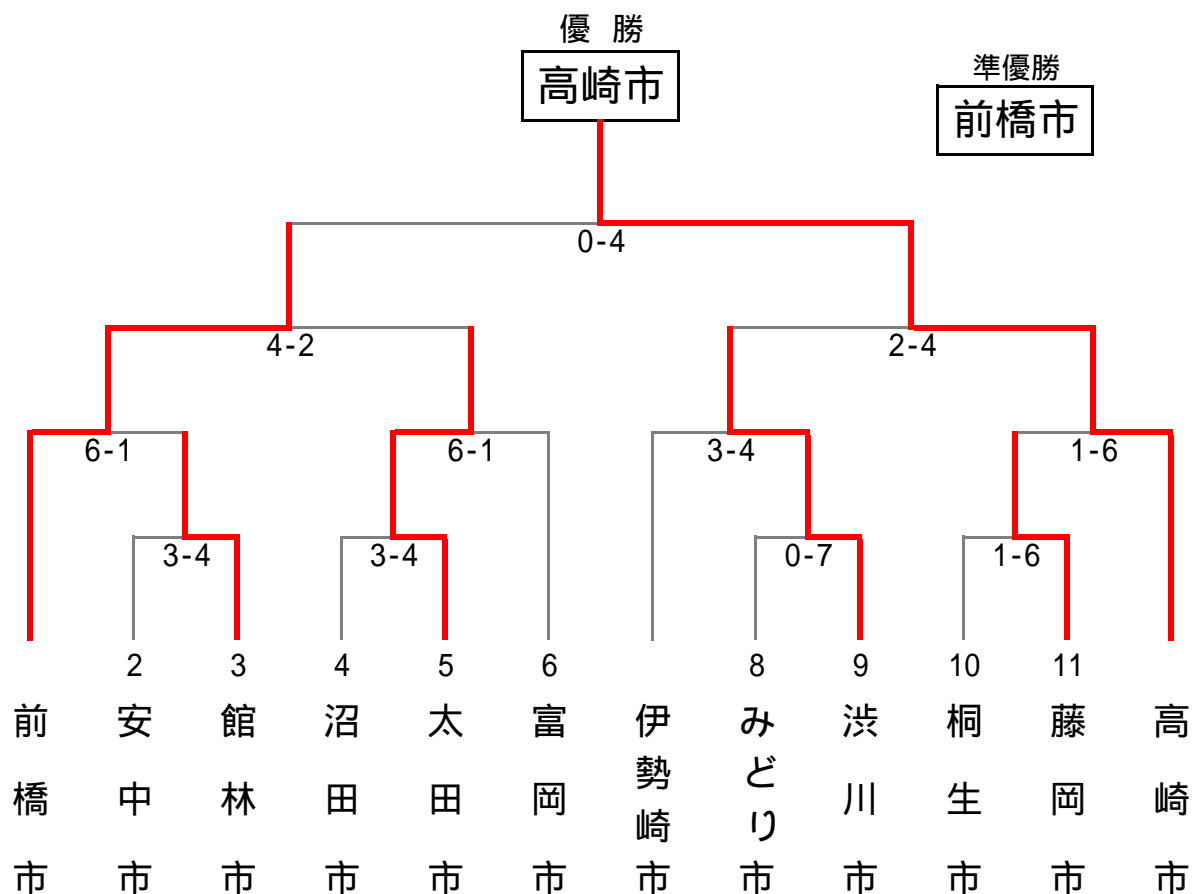 優 勝
高崎市
準優勝
前橋市
0-4
4-2
2-4
6-1
6-1
3-4
1-6
3-4
3-4
0-7
1-6
2
3
4
5
6
8
9
10
11
前橋市
安中市
館林市
沼田市
太田市
富岡市
伊勢崎市
みどり市
渋川市
桐生市
藤岡市
高崎市